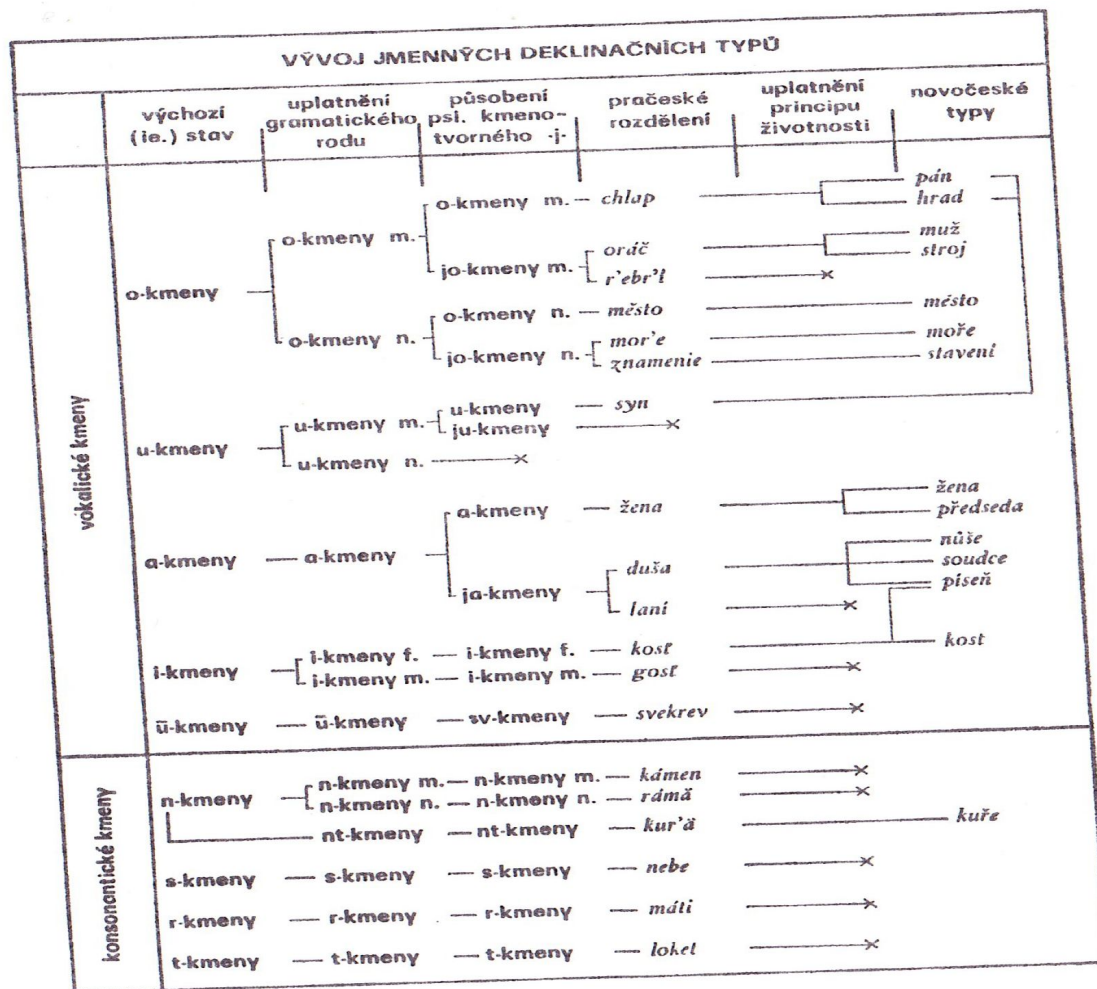 VÝVOJ JMENNÝCH DEKLINAČNÍCH TYPŮ
výchozí (ie.) stav
uplatnění gramatického rodu
působení psl. kmeno-tvorného -j-
pračeské rozdělení
uplatnění principu životnosti
novočeské typy
vokalické kmeny
o-kmeny m. chlap pán
hrad
o-kmeny m.
jo-kmeny m. oráč muž
stroj
r'ebr'í
o-kmeny
o-kmeny n. město město
o-kmeny n.
jo-kmeny n. mor'e moře
znamenie stavení
u-kmeny syn
u-kmeny m. ju-kmeny
u-kmeny
u-kmeny n.
a-kmeny žena žena
předseda
a-kmeny a-kmeny
nůše
duša soudce
ja-kmeny píseň
laní
i-kmeny f. i-kmeny f. kosť kost
i-kmeny
i-kmeny m. i-kmeny m. gosť
ū-kmeny ū-kmeny sv-kmeny svekrev
konsonantické kmeny
n-kmeny m. n-kmeny m. kámen
n-kmeny
n-kmeny n. n-kmeny n. rámä
nt-kmeny nt-kmeny kur'ä kuře
s-kmeny s-kmeny s-kmeny nebe
r-kmeny r-kmeny r-kmeny máti
t-kmeny t-kmeny t-kmeny loket